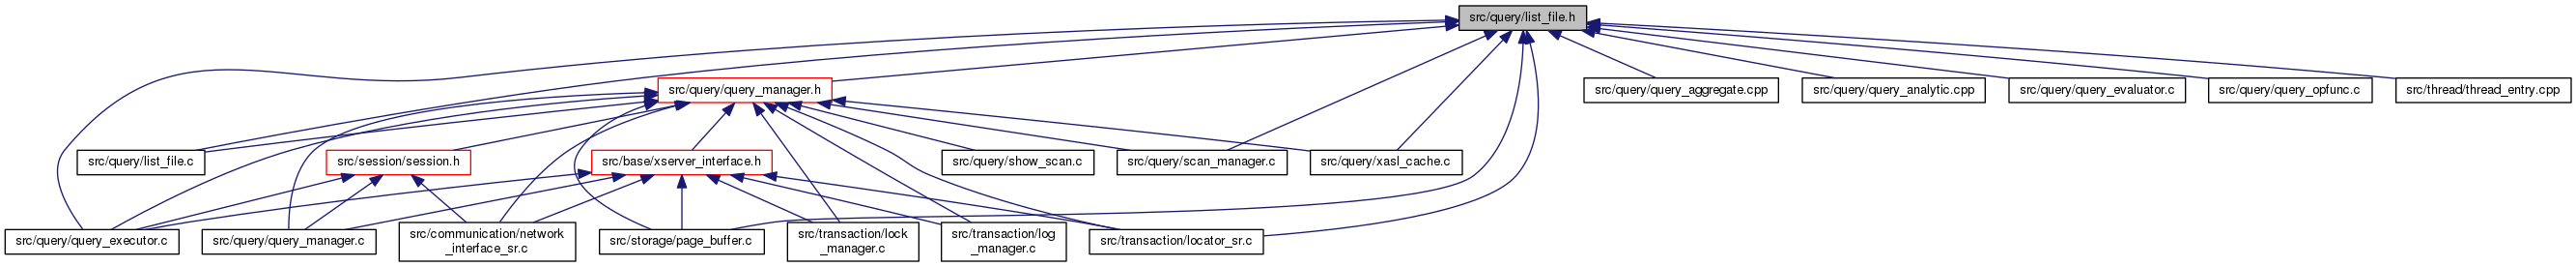 src/query/list_file.h
src/query/query_manager.h
src/query/query_aggregate.cpp
src/query/query_analytic.cpp
src/query/query_evaluator.c
src/query/query_opfunc.c
src/thread/thread_entry.cpp
src/query/list_file.c
src/session/session.h
src/base/xserver_interface.h
src/query/show_scan.c
src/query/scan_manager.c
src/query/xasl_cache.c
src/query/query_executor.c
src/query/query_manager.c
src/communication/network
_interface_sr.c
src/storage/page_buffer.c
src/transaction/lock
_manager.c
src/transaction/log
_manager.c
src/transaction/locator_sr.c